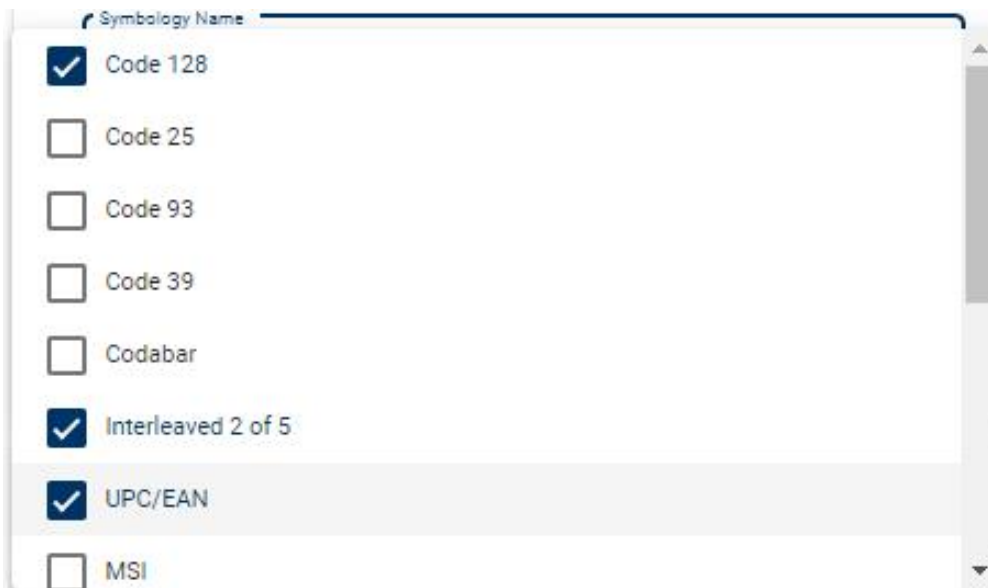 Symbology Name
Code 128
Code 25
Code 93
Code 39
Codabar
Interleaved 2 of 5
UPC/EAN
MSI